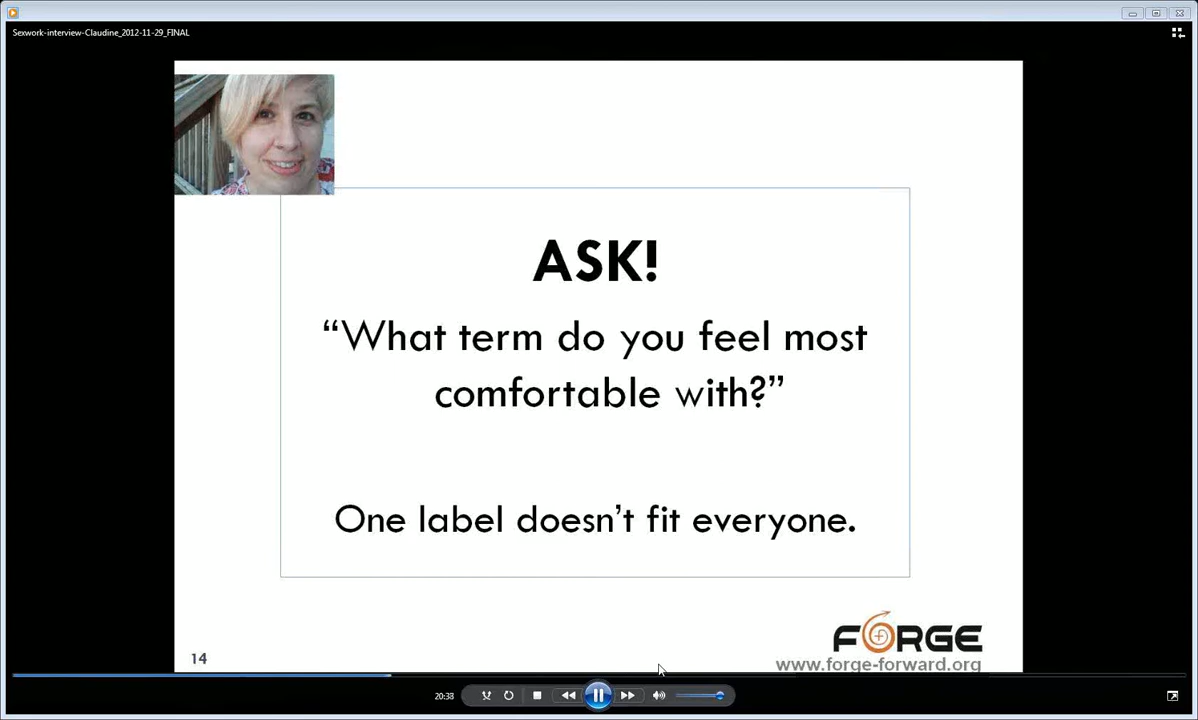 Sexwork-interview-Claudine_2012-11-29_FINAL
ASK!
“What term do you feel most
comfortable with?”
One label doesn’t fit everyone.
FORGE
14
www.forge-forward.org
20:38